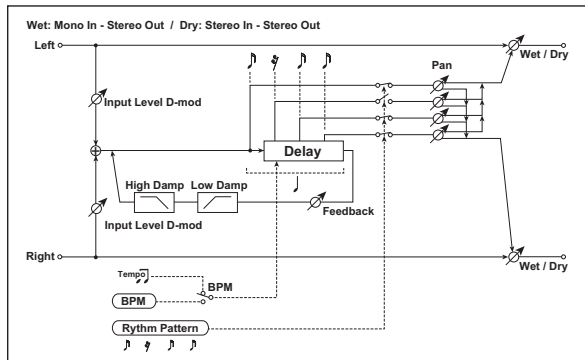 Wet: Mono In - Stereo Out / Dry: Stereo In - Stereo Out
Left
Wet / Dry
Pan
Input Level D-mod
Delay
High Damp
Low Damp
Feedback
Input Level D-mod
Right
Wet / Dry
Tempo
BPM
BPM
Rythm Pattern